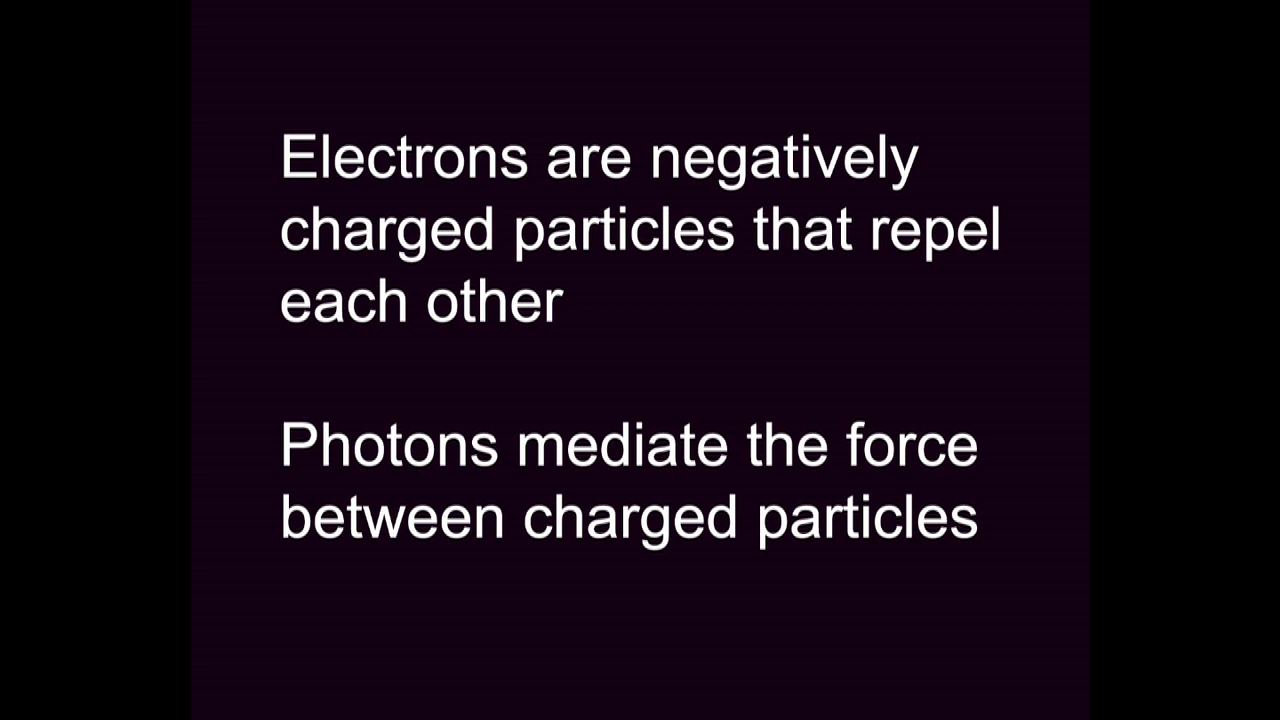 Electrons are negatively
charged particles that repel
each other
Photons mediate the force
between charged particles